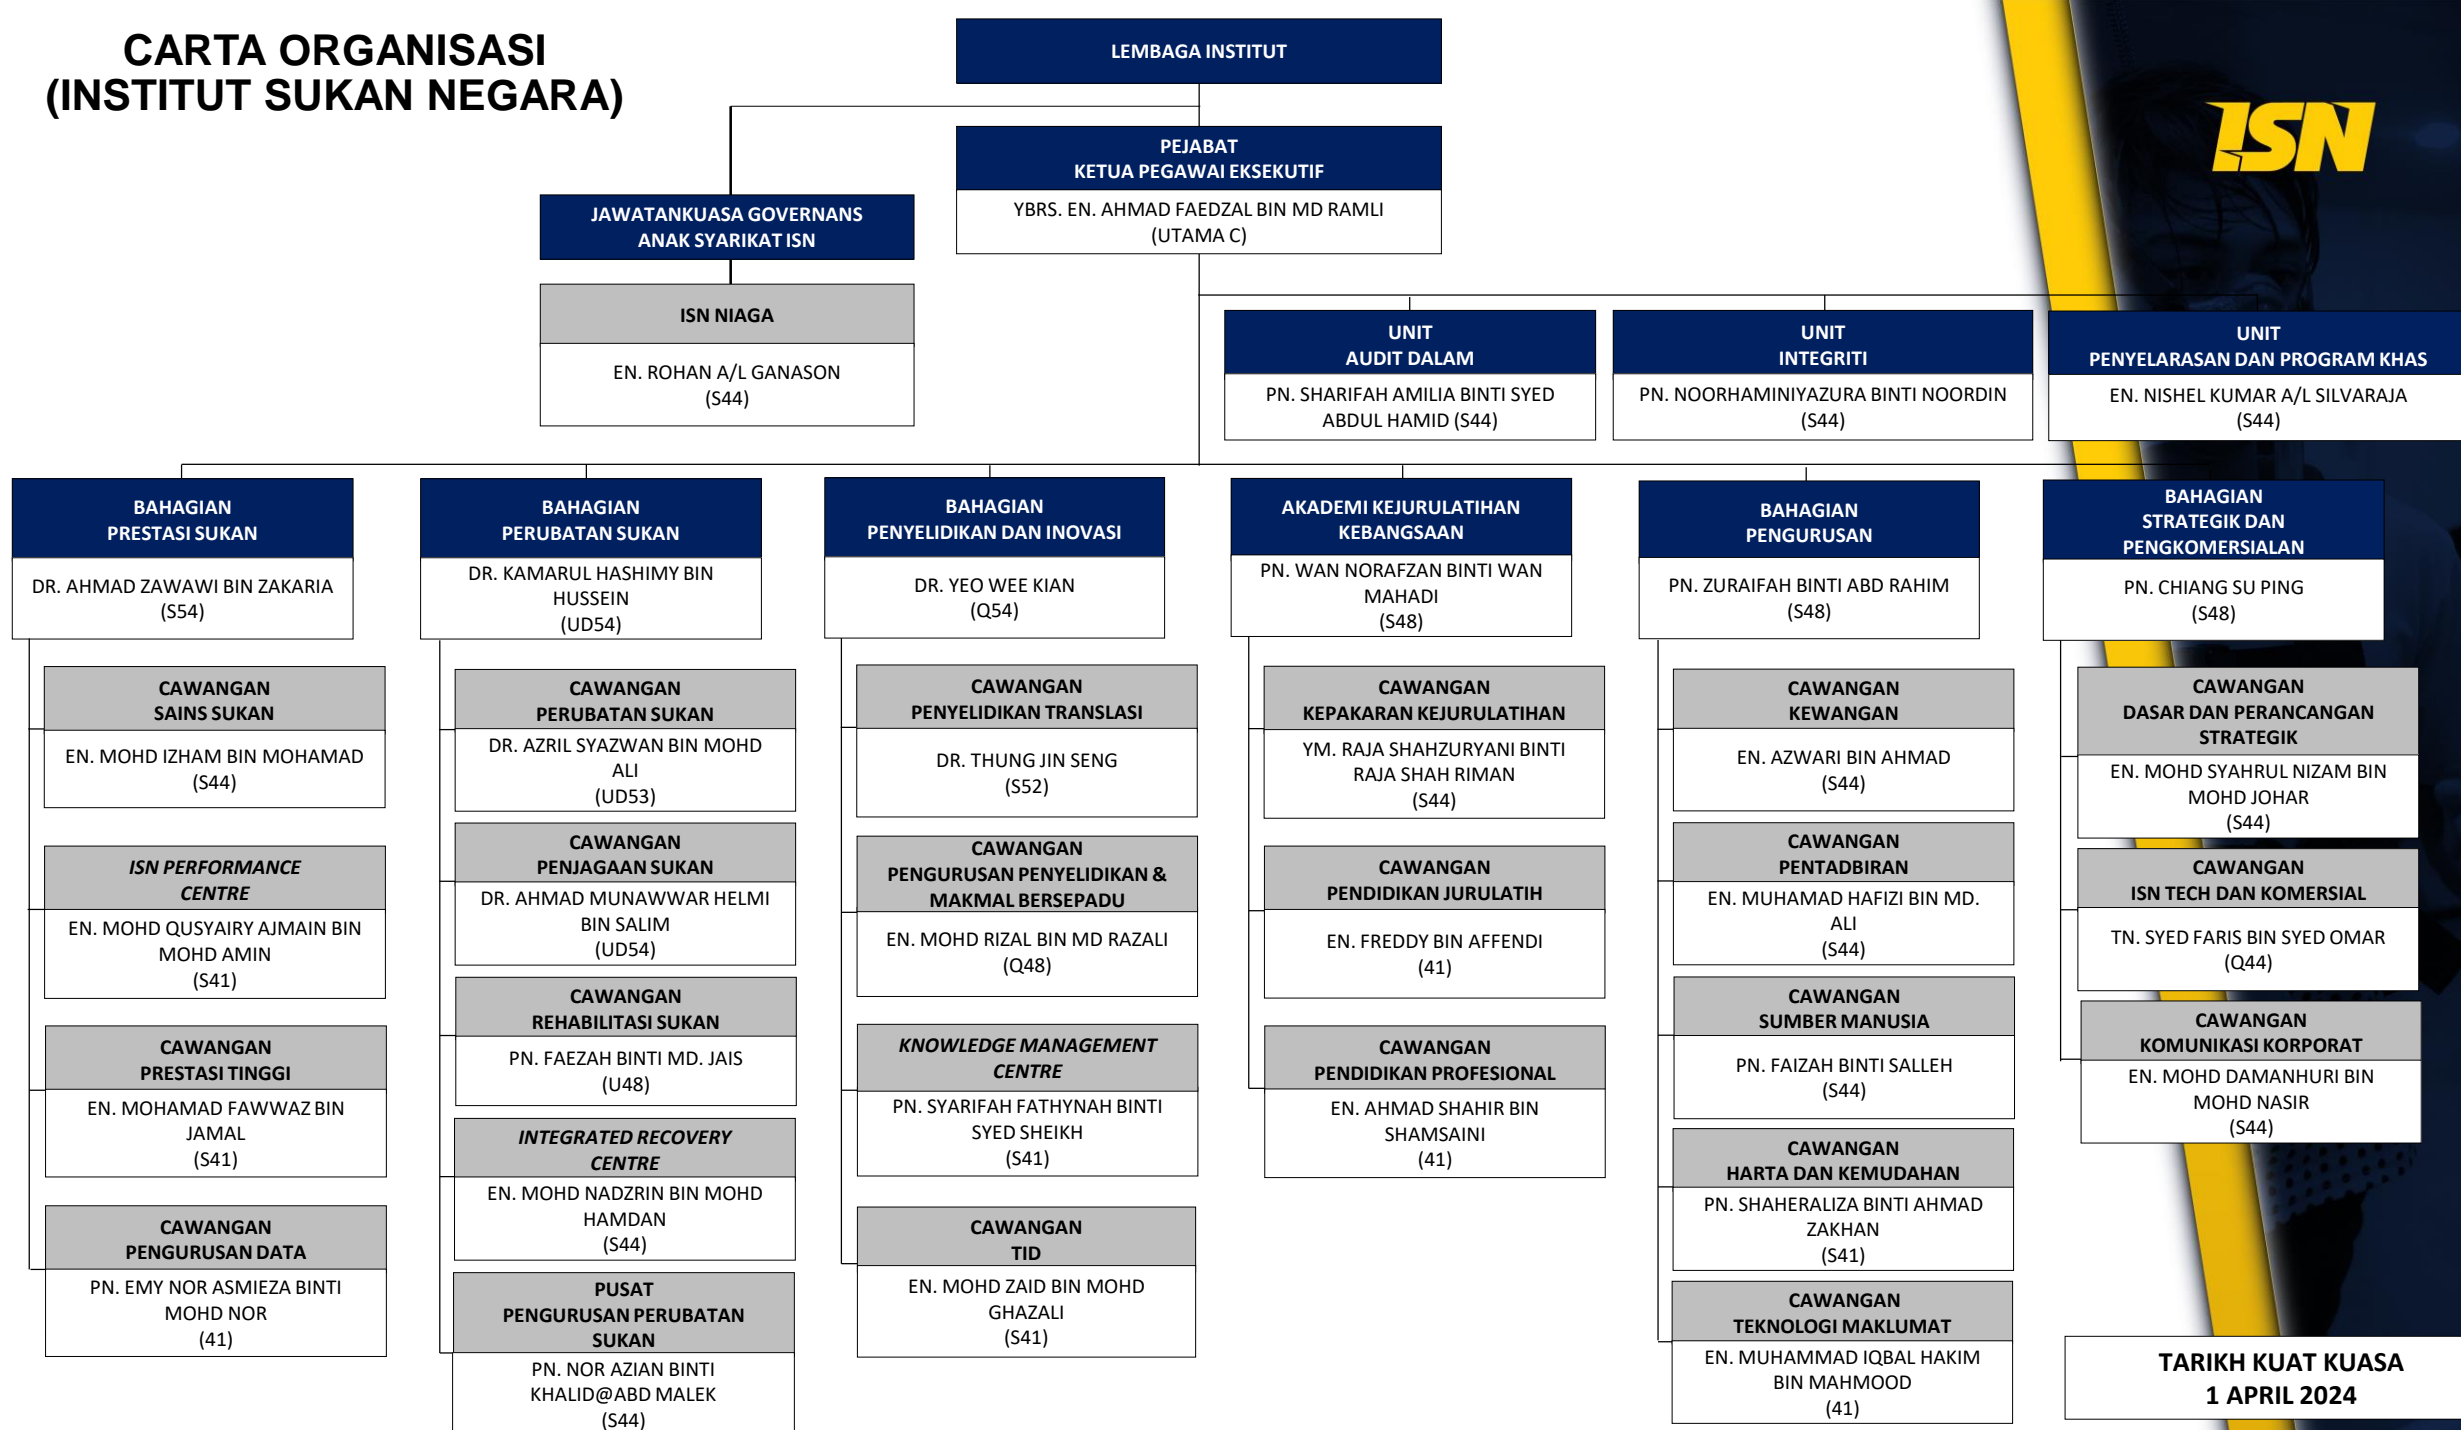 CARTA ORGANISASI
(INSTITUT SUKAN NEGARA)
LEMBAGA INSTITUT
ISN
PEJABAT
KETUA PEGAWAI EKSEKUTIF
YBRS. EN. AHMAD FAEDZAL BIN MD RAMLI
(UTAMA C)
JAWATANKUASA GOVERNANS
ANAK SYARIKAT ISN
ISN NIAGA
EN. ROHAN A/L GANASON
(S44)
UNIT
AUDIT DALAM
PN. SHARIFAH AMILIA BINTI SYED
ABDUL HAMID (S44)
UNIT
INTEGRITI
PN. NOORHAMINIYAZURA BINTI NOORDIN
(S44)
UNIT
PENYELARASAN DAN PROGRAM KHAS
EN. NISHEL KUMAR A/L SILVARAJA
(S44)
BAHAGIAN
PRESTASI SUKAN
DR. AHMAD ZAWAWI BIN ZAKARIA
(S54)
CAWANGAN
SAINS SUKAN
EN. MOHD IZHAM BIN MOHAMAD
(S44)
ISN PERFORMANCE
CENTRE
EN. MOHD QUSYAIRY AJMAIN BIN
MOHD AMIN
(S41)
CAWANGAN
PRESTASI TINGGI
EN. MOHAMAD FAWWAZ BIN
JAMAL
(S41)
CAWANGAN
PENGURUSAN DATA
PN. EMY NOR ASMIEZA BINTI
MOHD NOR
(41)
BAHAGIAN
PERUBATAN SUKAN
DR. KAMARUL HASHIMY BIN
HUSSEIN
(UD54)
CAWANGAN
PERUBATAN SUKAN
DR. AZRIL SYAZWAN BIN MOHD
ALI
(UD53)
CAWANGAN
PENJAGAAN SUKAN
DR. AHMAD MUNAWWAR HELMI
BIN SALIM
(UD54)
CAWANGAN
REHABILITASI SUKAN
PN. FAEZAH BINTI MD. JAIS
(U48)
INTEGRATED RECOVERY
CENTRE
EN. MOHD NADZRIN BIN MOHD
HAMDAN
(S44)
PUSAT
PENGURUSAN PERUBATAN
SUKAN
PN. NOR AZIAN BINTI
KHALID@ABD MALEK
(S44)
BAHAGIAN
PENYELIDIKAN DAN INOVASI
DR. YEO WEE KIAN
(Q54)
CAWANGAN
PENYELIDIKAN TRANSLASI
DR. THUNG JIN SENG
(S52)
CAWANGAN
PENGURUSAN PENYELIDIKAN &
MAKMAL BERSEPADU
EN. MOHD RIZAL BIN MD RAZALI
(Q48)
KNOWLEDGE MANAGEMENT
CENTRE
PN. SYARIFAH FATHYNAH BINTI
SYED SHEIKH
(S41)
CAWANGAN
TID
EN. MOHD ZAID BIN MOHD
GHAZALI
(S41)
AKADEMI KEJURULATIHAN
KEBANGSAAN
PN. WAN NORAFZAN BINTI WAN
MAHADI
(S48)
CAWANGAN
KEPAKARAN KEJURULATIHAN
YM. RAJA SHAHZURYANI BINTI
RAJA SHAH RIMAN
(S44)
CAWANGAN
PENDIDIKAN JURULATIH
EN. FREDDY BIN AFFENDI
(41)
CAWANGAN
PENDIDIKAN PROFESIONAL
EN. AHMAD SHAHIR BIN
SHAMSAINI
(41)
BAHAGIAN
PENGURUSAN
PN. ZURAIFAH BINTI ABD RAHIM
(S48)
CAWANGAN
KEWANGAN
EN. AZWARI BIN AHMAD
(S44)
CAWANGAN
PENTADBIRAN
EN. MUHAMAD HAFIZI BIN MD.
ALI
(S44)
CAWANGAN
SUMBER MANUSIA
PN. FAIZAH BINTI SALLEH
(S44)
CAWANGAN
HARTA DAN KEMUDAHAN
PN. SHAHERALIZA BINTI AHMAD
ZAKHAN
(S41)
CAWANGAN
TEKNOLOGI MAKLUMAT
EN. MUHAMMAD IQBAL HAKIM
BIN MAHMOOD
(41)
BAHAGIAN
STRATEGIK DAN
PENGKOMERSIALAN
PN. CHIANG SU PING
(S48)
CAWANGAN
DASAR DAN PERANCANGAN
STRATEGIK
EN. MOHD SYAHRUL NIZAM BIN
MOHD JOHAR
(S44)
CAWANGAN
ISN TECH DAN KOMERSIAL
TN. SYED FARIS BIN SYED OMAR
(Q44)
CAWANGAN
KOMUNIKASI KORPORAT
EN. MOHD DAMANHURI BIN
MOHD NASIR
(S44)
TARIKH KUAT KUASA
1 APRIL 2024